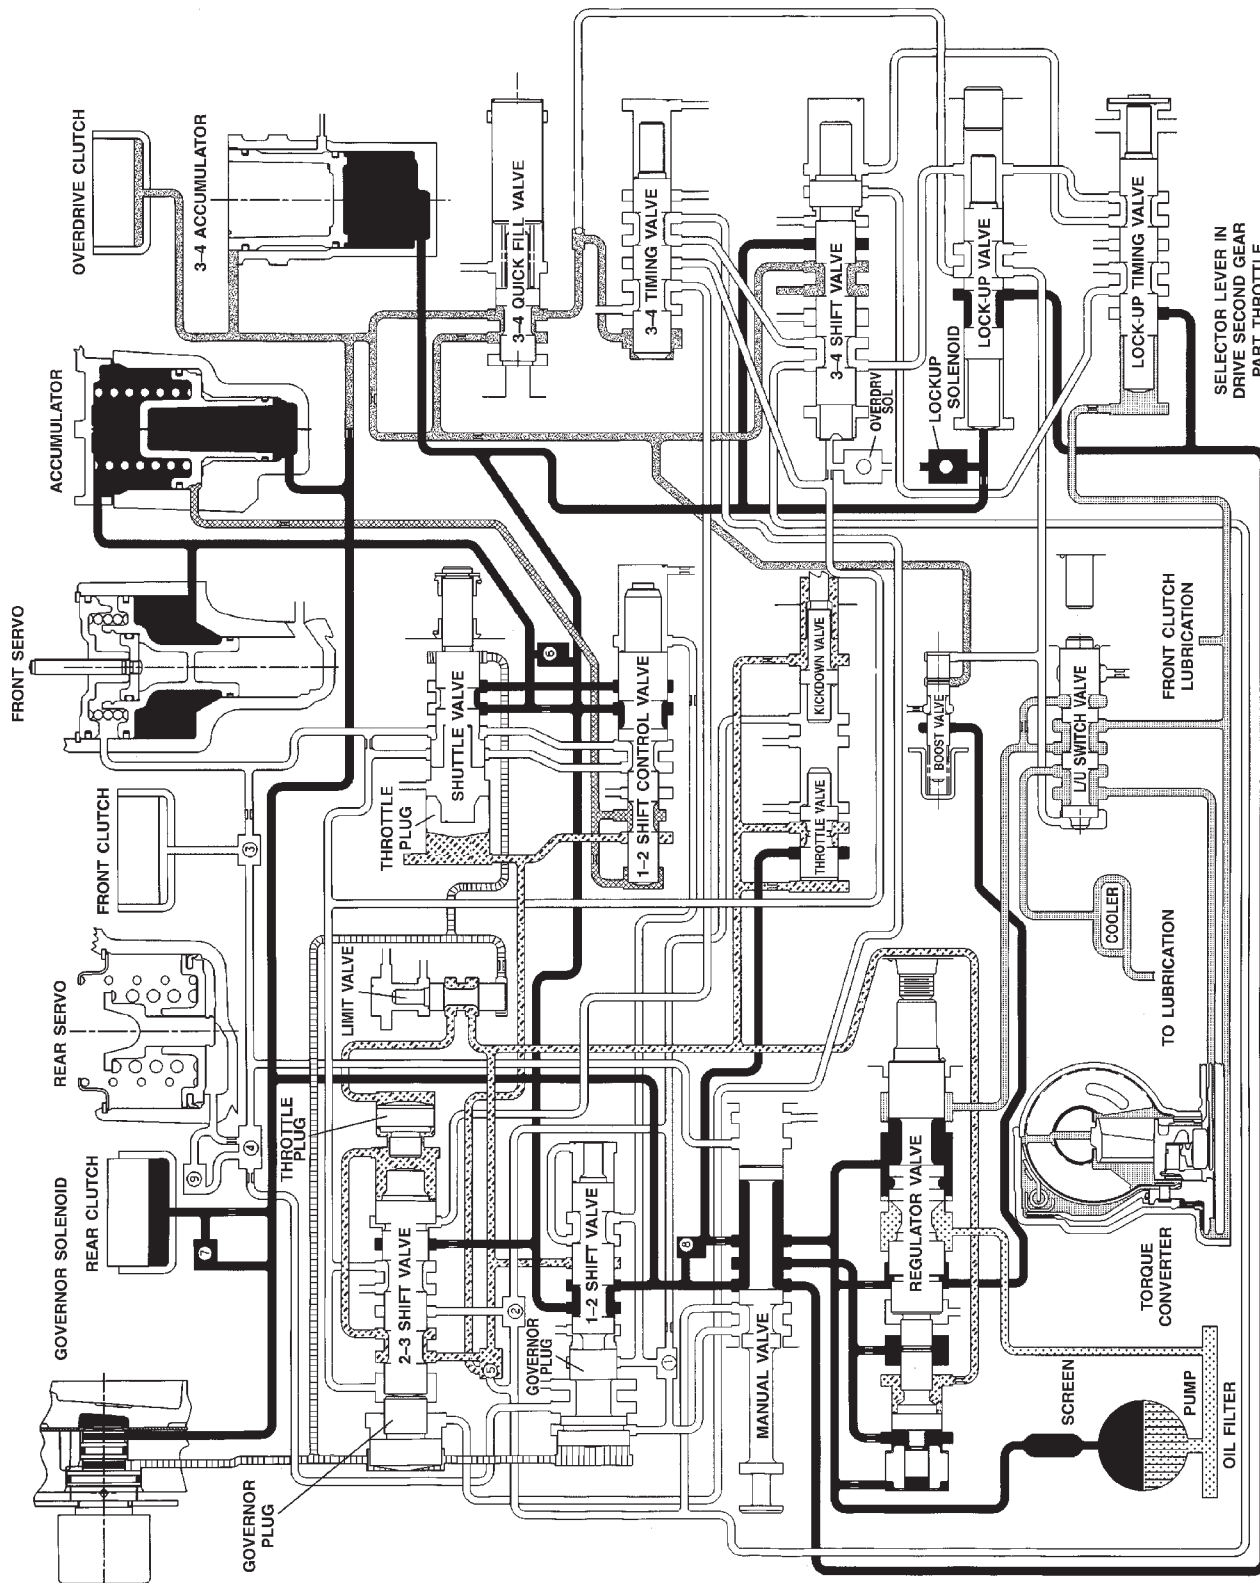 GOVERNOR SOLENOID
REAR CLUTCH
REAR SERVO
FRONT CLUTCH
FRONT SERVO
ACCUMULATOR
OVERDRIVE CLUTCH
3-4 ACCUMULATOR
GOVERNOR
PLUG
2-3 SHIFT VALVE
THROTTLE
PLUG
LIMIT VALVE
THROTTLE
PLUG
SHUTTLE VALVE
3-4 QUICK FILL VALVE
GOVERNOR
PLUG
1-2 SHIFT VALVE
1-2 SHIFT CONTROL VALVE
3-4 TIMING VALVE
MANUAL VALVE
THROTTLE VALVE
KICKDOWN VALVE
3-4 SHIFT VALVE
OVERDRV
SOL
REGULATOR VALVE
BOOST VALVE
LOCKUP
SOLENOID
LOCK-UP VALVE
SCREEN
PUMP
OIL FILTER
TORQUE
CONVERTER
TO LUBRICATION
COOLER
L/U SWITCH VALVE
FRONT CLUTCH
LUBRICATION
LOCK-UP TIMING VALVE
SELECTOR LEVER IN
DRIVE SECOND GEAR
PART THROTTLE
1
2
3
4
5
6
7
8
9